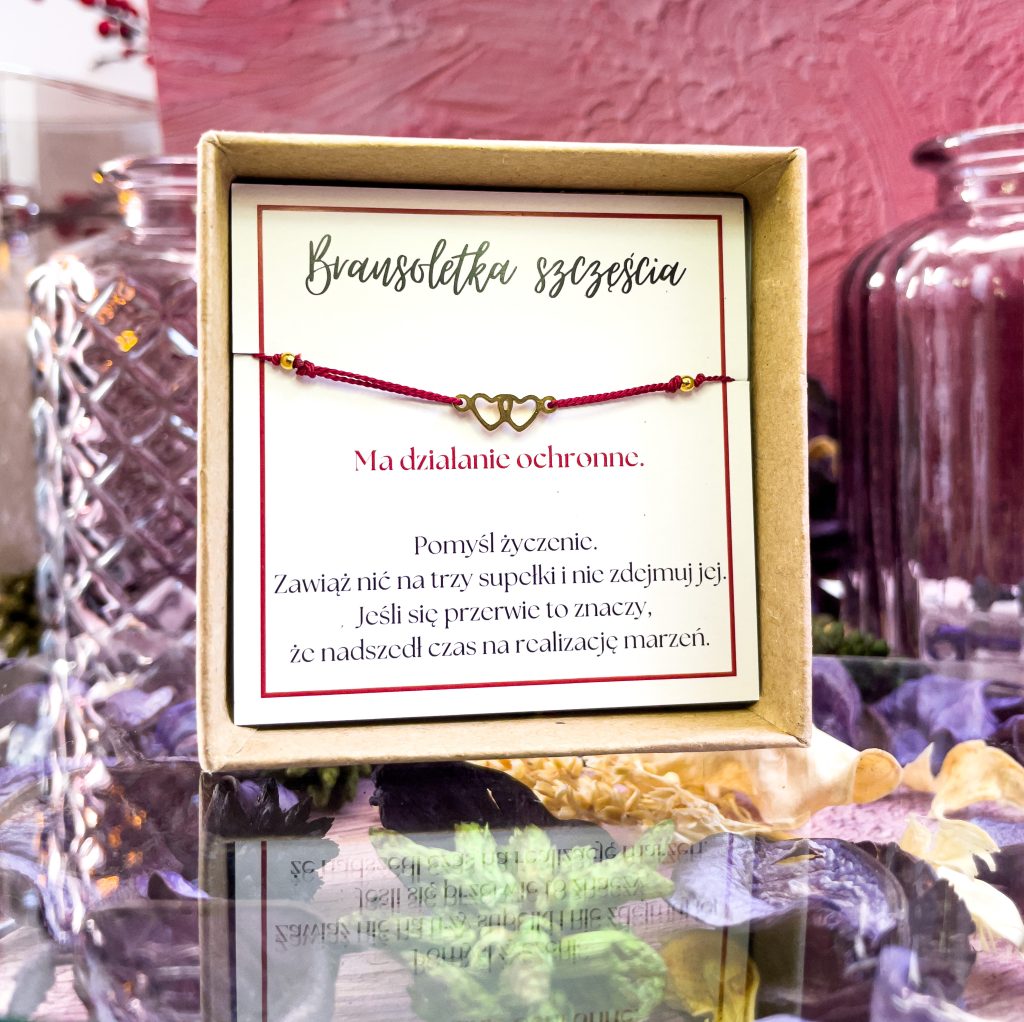 Bransoletka szczęścia
Ma działanie ochronne.
Pomyśl życzenie.
Zawiąż nić na trzy supełki i nie zdejmuj jej.
Jeśli się przerwie to znaczy,
że nadszedł czas na realizację marzeń.